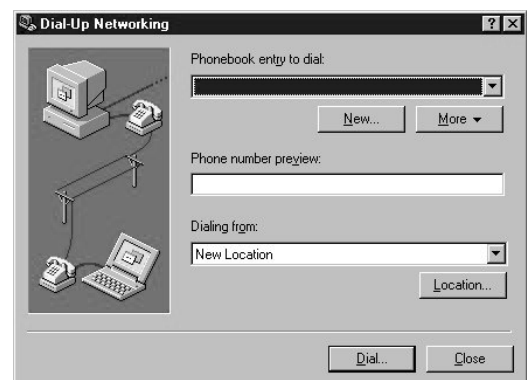 Dial-Up Networking
Phonebook entry to dial:
New...
More
Phone number preview:
Dialing from:
New Location
Location...
Dial...
Close